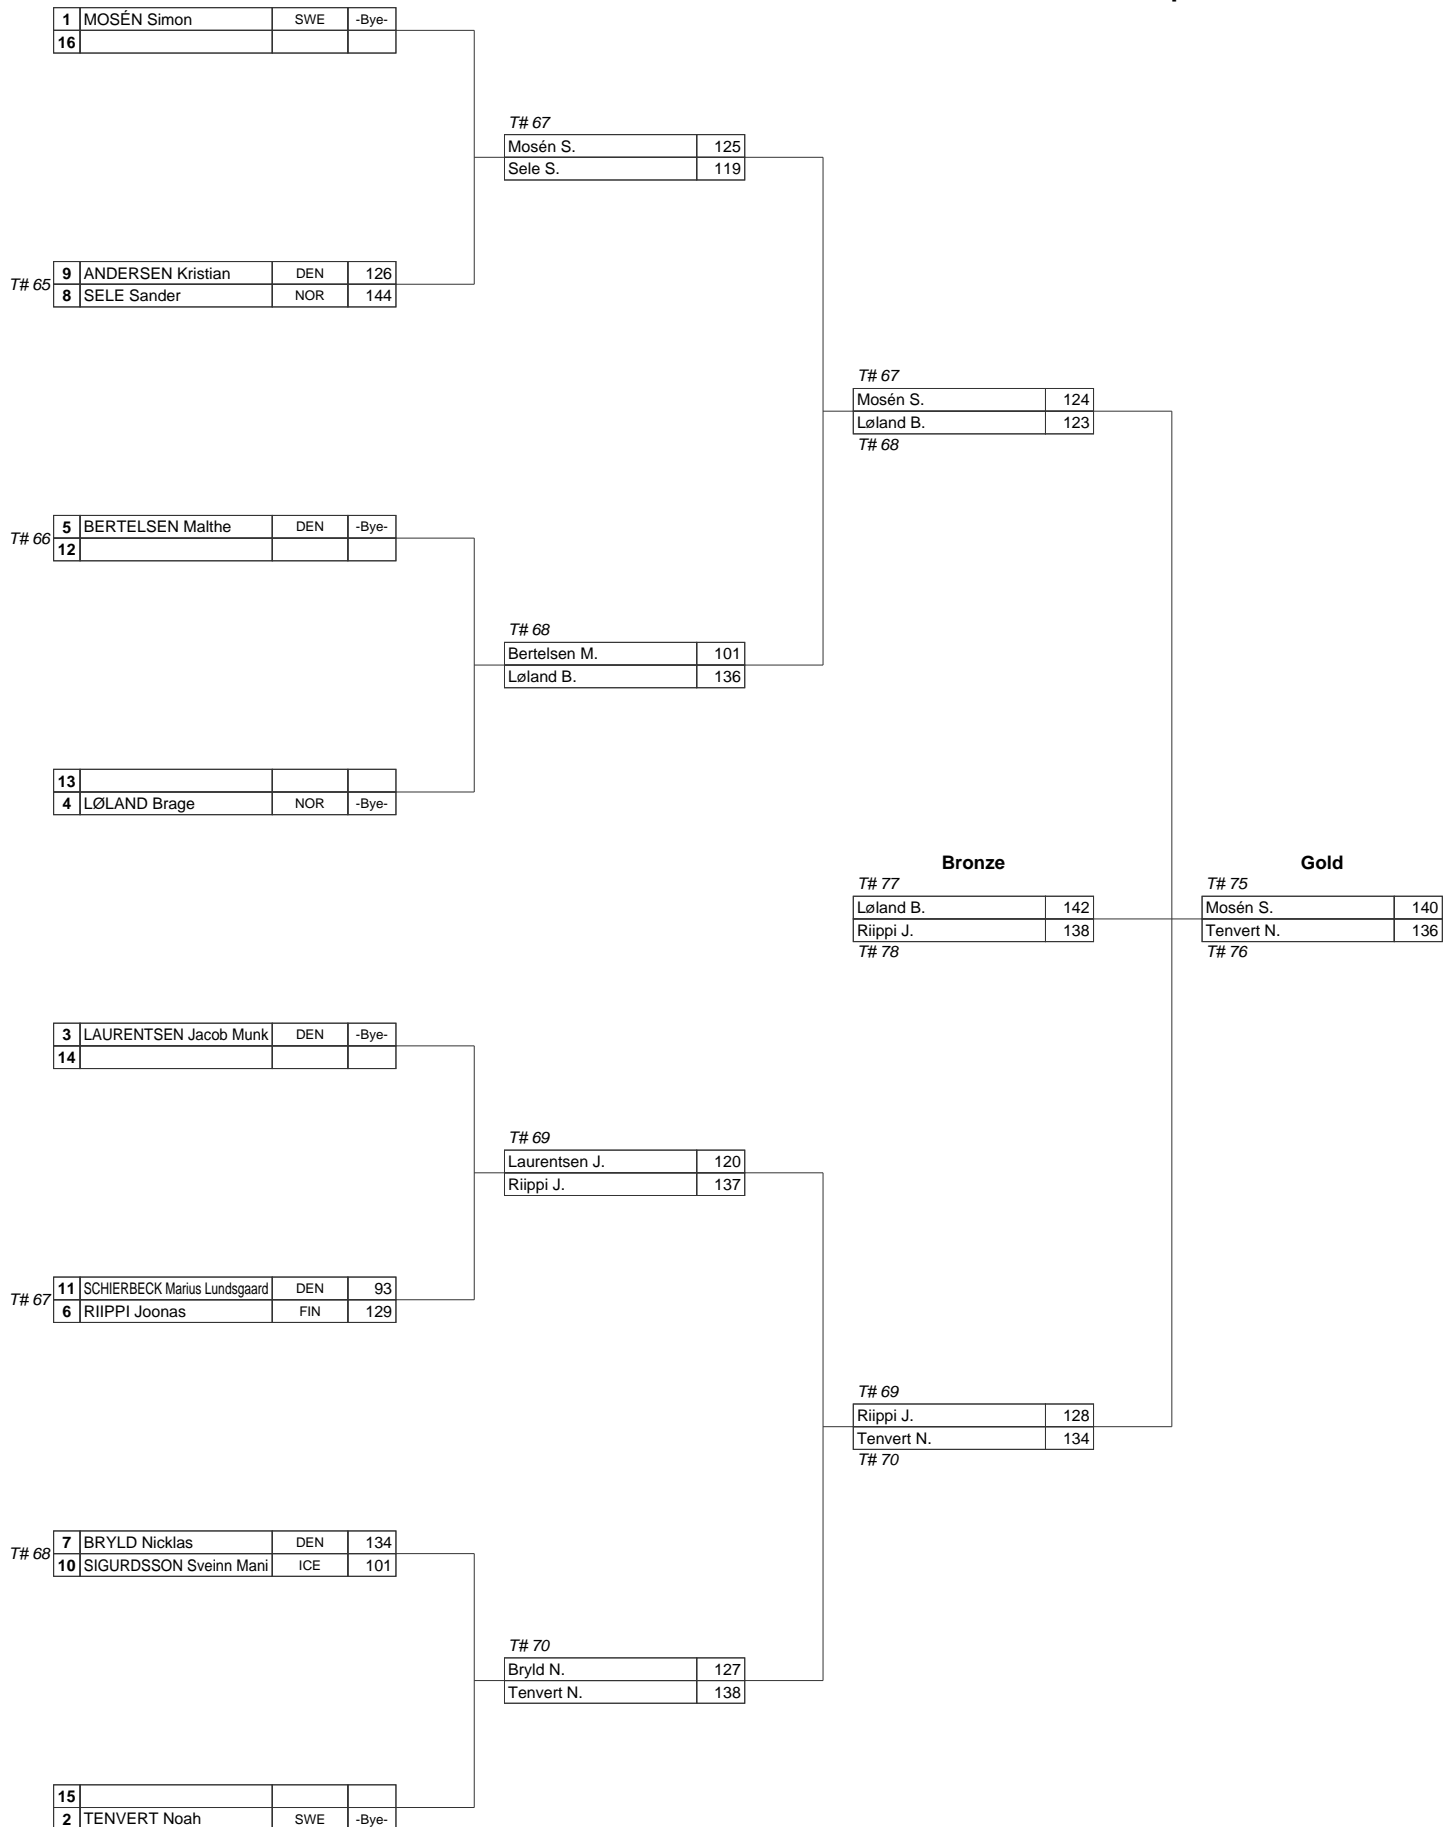 1 MOSÉN Simon SWE -Bye-
16
T# 67
Mosén S. 125
Sele S. 119
T# 65
9 ANDERSEN Kristian DEN 126
8 SELE Sander NOR 144
T# 67
Mosén S. 124
Løland B. 123
T# 68
T# 66
5 BERTELSEN Malthe DEN -Bye-
12
T# 68
Bertelsen M. 101
Løland B. 136
13
4 LØLAND Brage NOR -Bye-
Bronze
T# 77
Løland B. 142
Riippi J. 138
T# 78
Gold
T# 75
Mosén S. 140
Tenvert N. 136
T# 76
3 LAURENTSEN Jacob Munk DEN -Bye-
14
T# 69
Laurentsen J. 120
Riippi J. 137
T# 67
11 SCHIERBECK Marius Lundsgaard DEN 93
6 RIIPPI Joonas FIN 129
T# 69
Riippi J. 128
Tenvert N. 134
T# 70
T# 68
7 BRYLD Nicklas DEN 134
10 SIGURDSSON Sveinn Mani ICE 101
T# 70
Bryld N. 127
Tenvert N. 138
15
2 TENVERT Noah SWE -Bye-